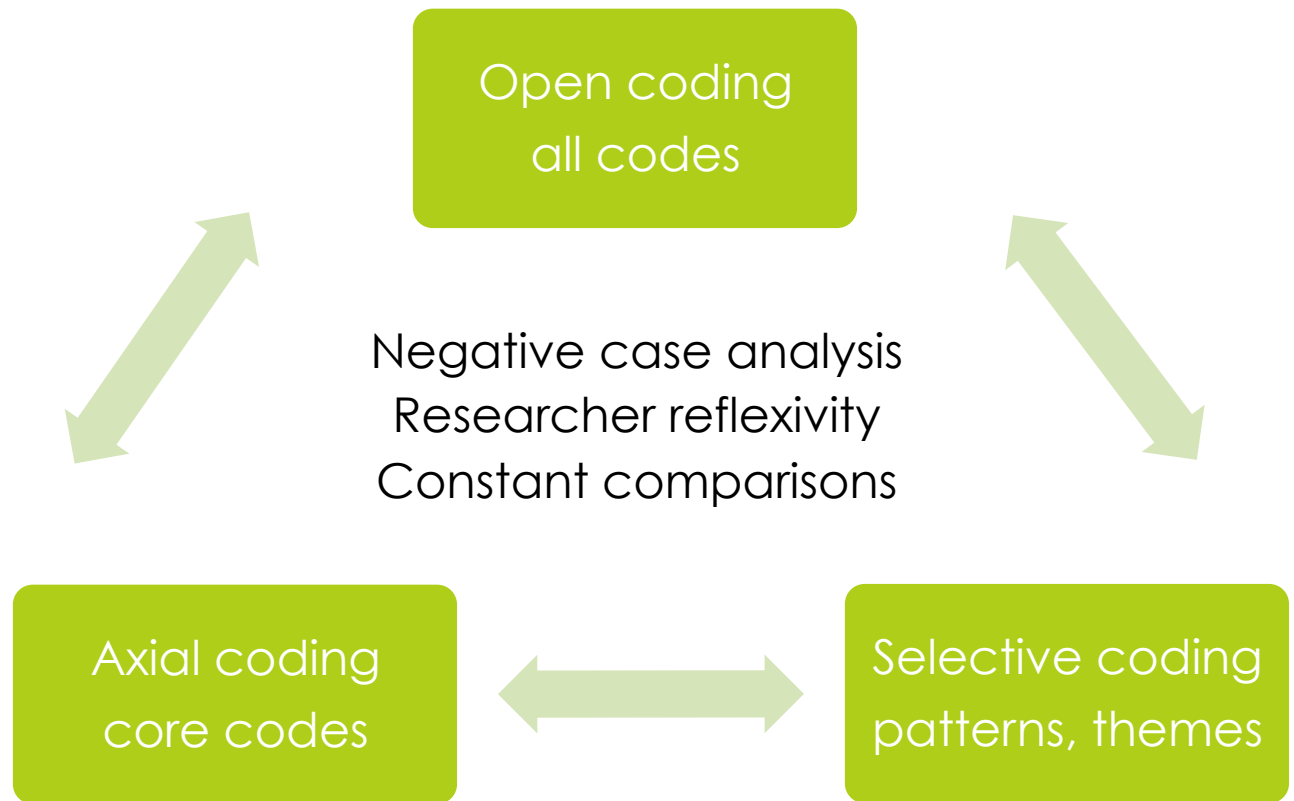 Open coding
all codes
Negative case analysis
Researcher reflexivity
Constant comparisons
Axial coding
core codes
Selective coding
patterns, themes